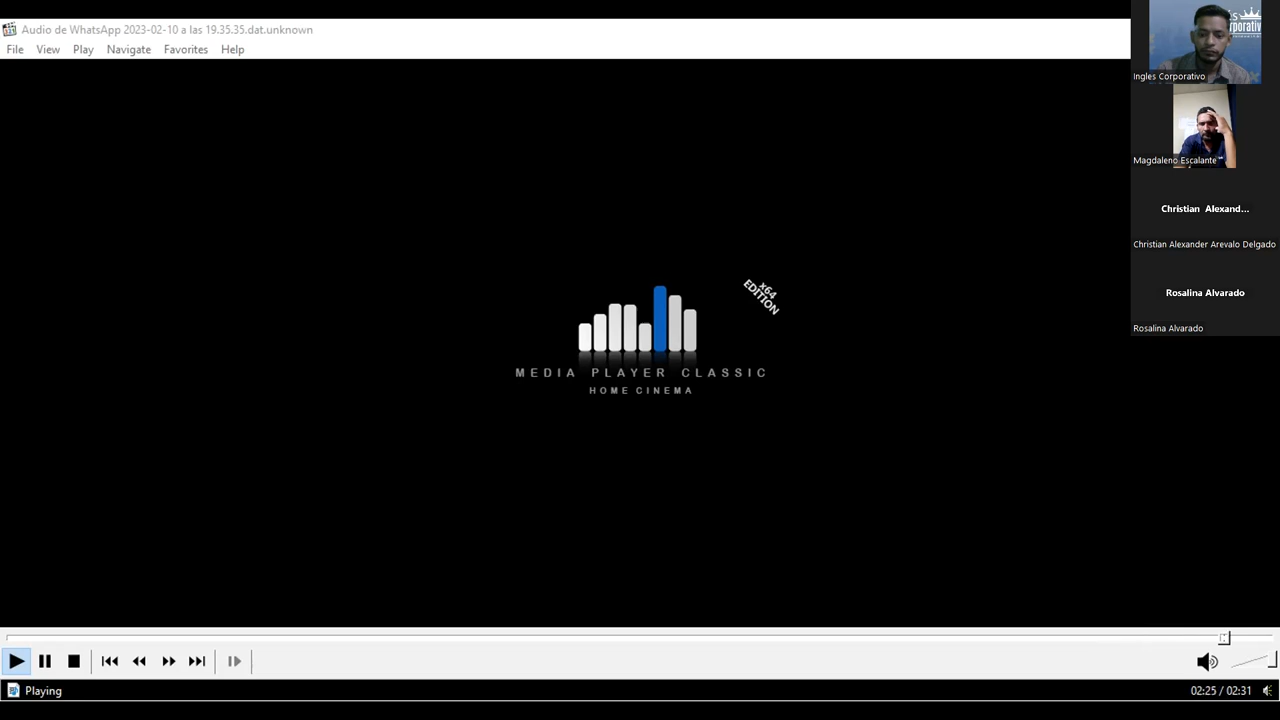 Audio de WhatsApp 2023-02-10 a las 19.35.35.dat.unknown
File View Play Navigate Favorites Help
Ingles Corporativo
Magdaleno Escalante
Christian Alexand...
Christian Alexander Arevalo Delgado
Rosalina Alvarado
Rosalina Alvarado
x64
EDITION
MEDIA PLAYER CLASSIC
HOME CINEMA
Playing
02:25 / 02:31